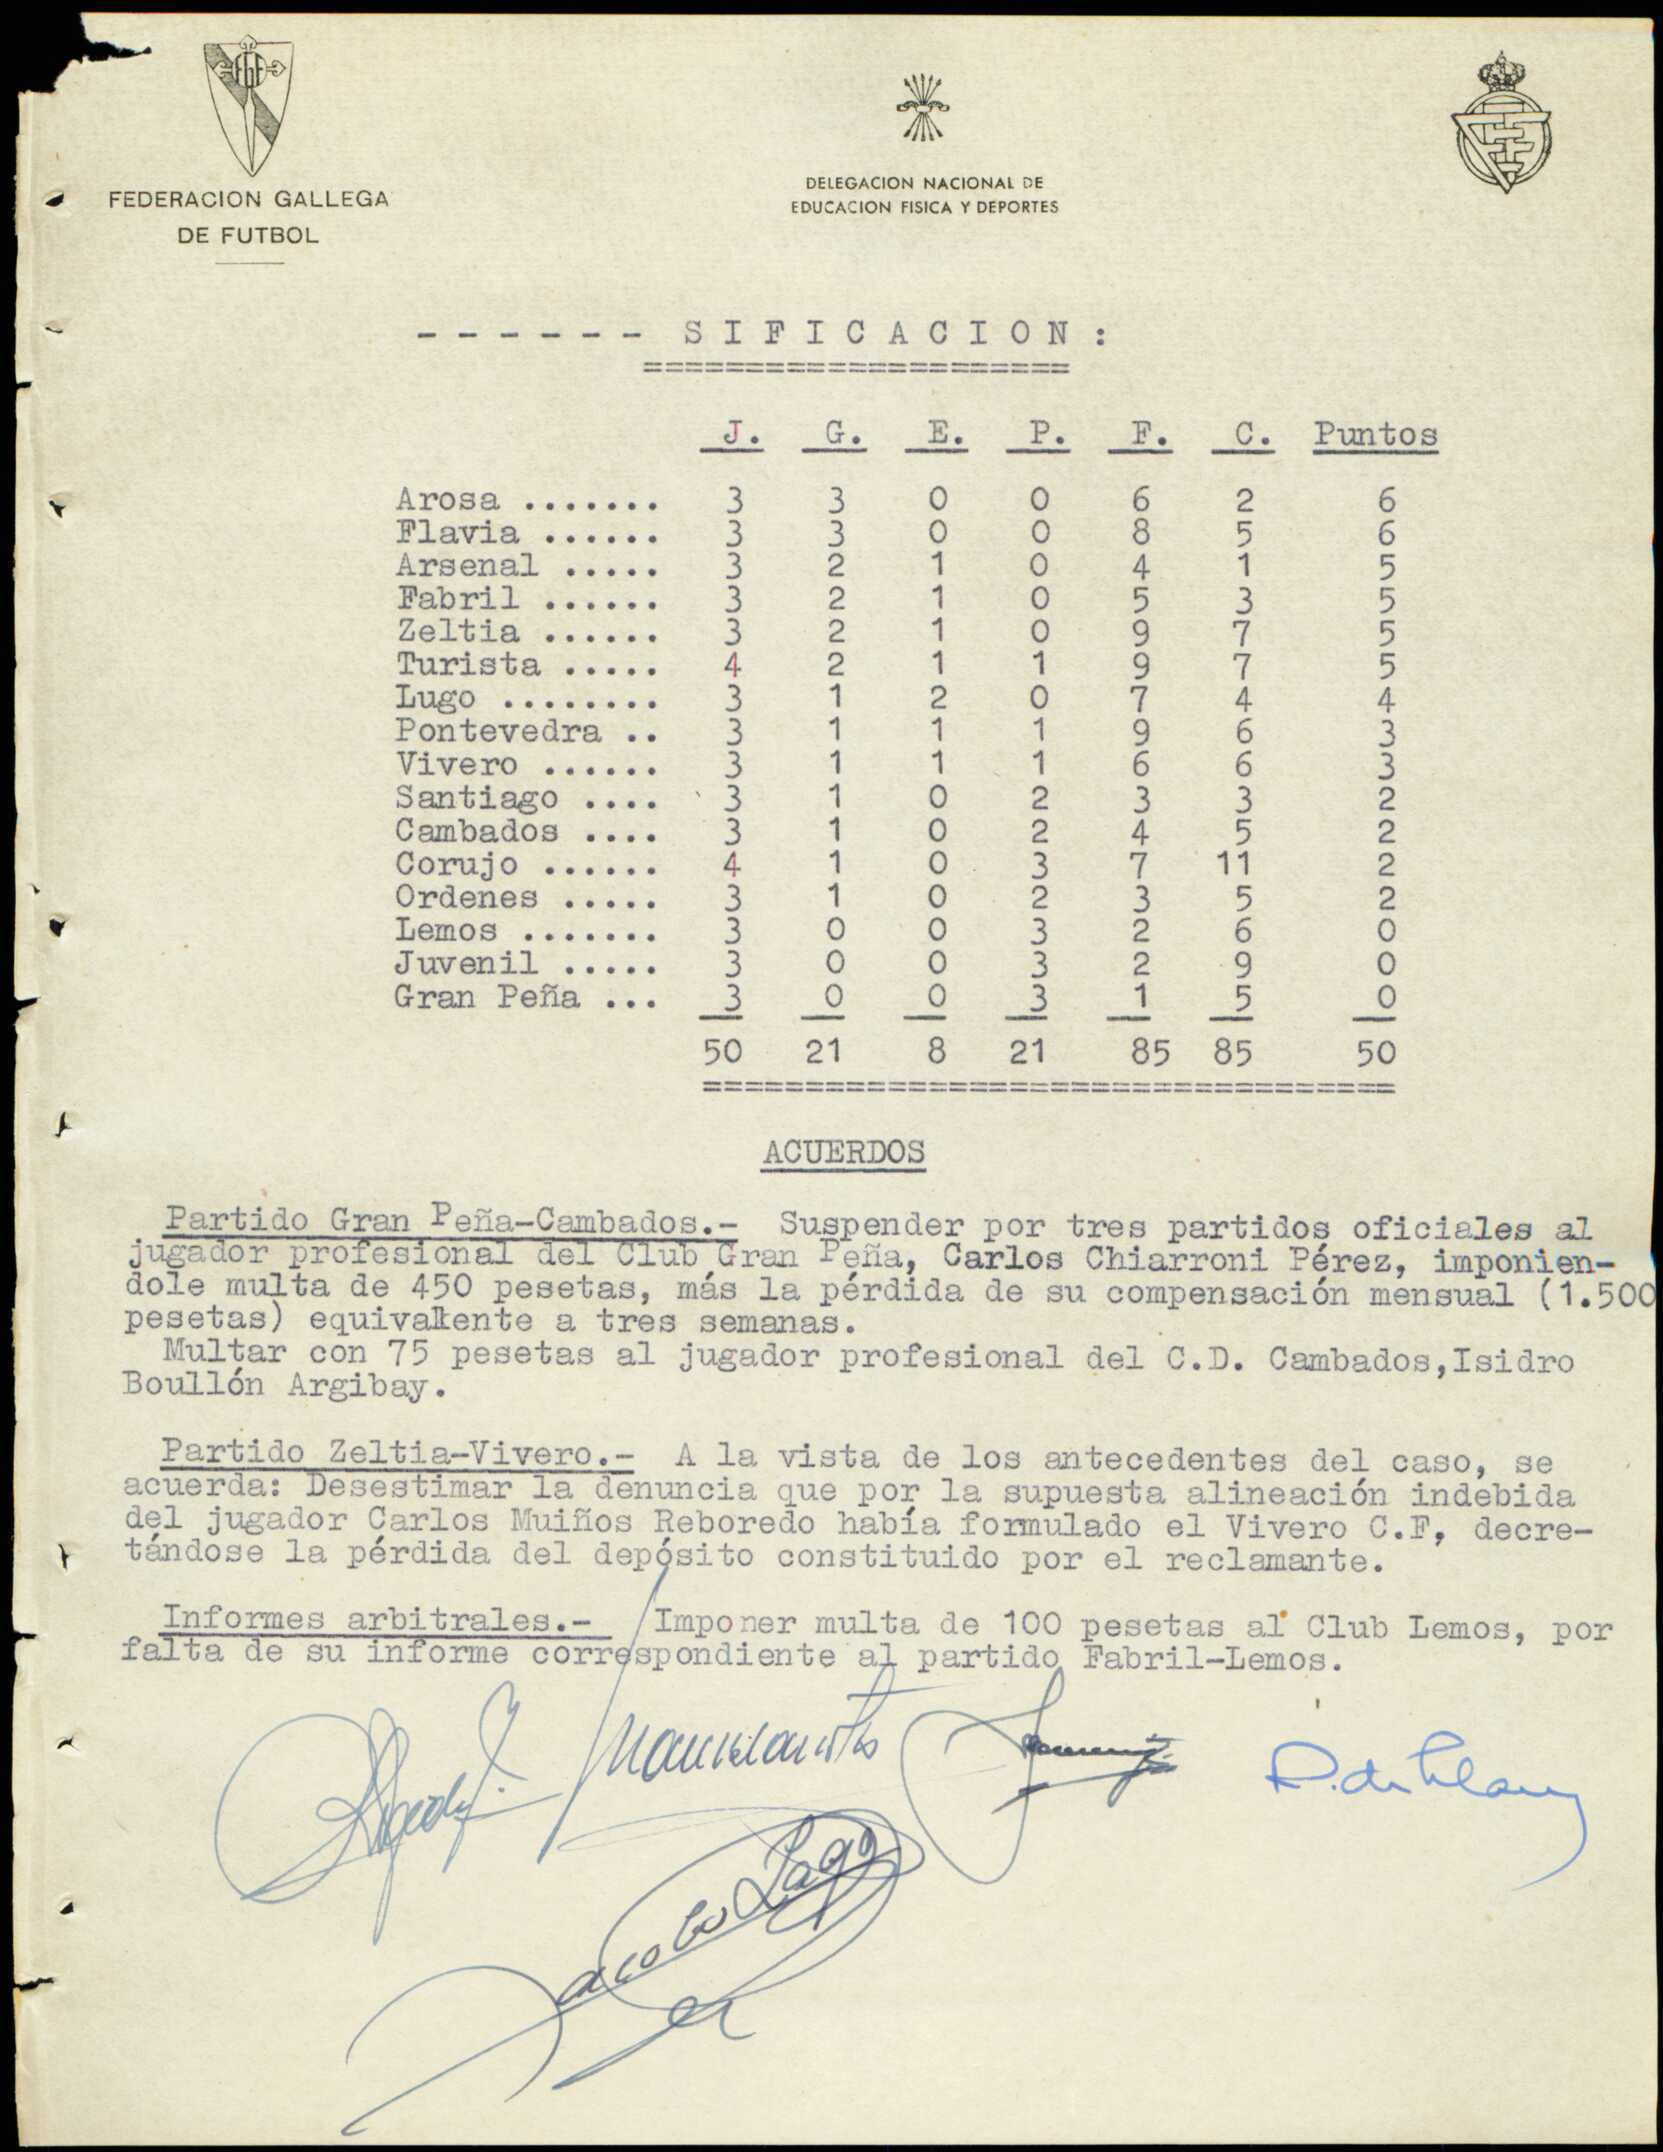 FGF
FEDERACION GALLEGA
DE FUTBOL
DELEGACION NACIONAL DE
EDUCACION FISICA Y DEPORTES
- - - - - - S I F I C A C I O N :
=====================
J. G. E. P. F. C. Puntos
Arosa ....... 3 3 0 0 6 2 6
Flavia ...... 3 3 0 0 8 5 6
Arsenal ..... 3 2 1 0 4 1 5
Fabril ...... 3 2 1 0 5 3 5
Zeltia ...... 3 2 1 0 9 7 5
Turista ..... 4 2 1 1 9 7 5
Lugo ........ 3 1 2 0 7 4 4
Pontevedra .. 3 1 1 1 9 6 3
Vivero ...... 3 1 1 1 6 6 3
Santiago .... 3 1 0 2 3 3 2
Cambados .... 3 1 0 2 4 5 2
Corujo ...... 4 1 0 3 7 11 2
Ordenes ..... 3 1 0 2 3 5 2
Lemos ....... 3 0 0 3 2 6 0
Juvenil ..... 3 0 0 3 2 9 0
Gran Peña ... 3 0 0 3 1 5 0
50 21 8 21 85 85 50
==================================
ACUERDOS
Partido Gran Peña-Cambados.- Suspender por tres partidos oficiales al
jugador profesional del Club Gran Peña, Carlos Chiarroni Pérez, imponien-
dole multa de 450 pesetas, más la pérdida de su compensación mensual (1.500
pesetas) equivalente a tres semanas.
Multar con 75 pesetas al jugador profesional del C.D. Cambados,Isidro
Boullón Argibay.
Partido Zeltia-Vivero.- A la vista de los antecedentes del caso, se
acuerda: Desestimar la denuncia que por la supuesta alineación indebida
del jugador Carlos Muiños Reboredo había formulado el Vivero C.F, decre-
tándose la pérdida del depósito constituido por el reclamante.
Informes arbitrales.- Imponer multa de 100 pesetas al Club Lemos, por
falta de su informe correspondiente al partido Fabril-Lemos.
Jacobo Lago